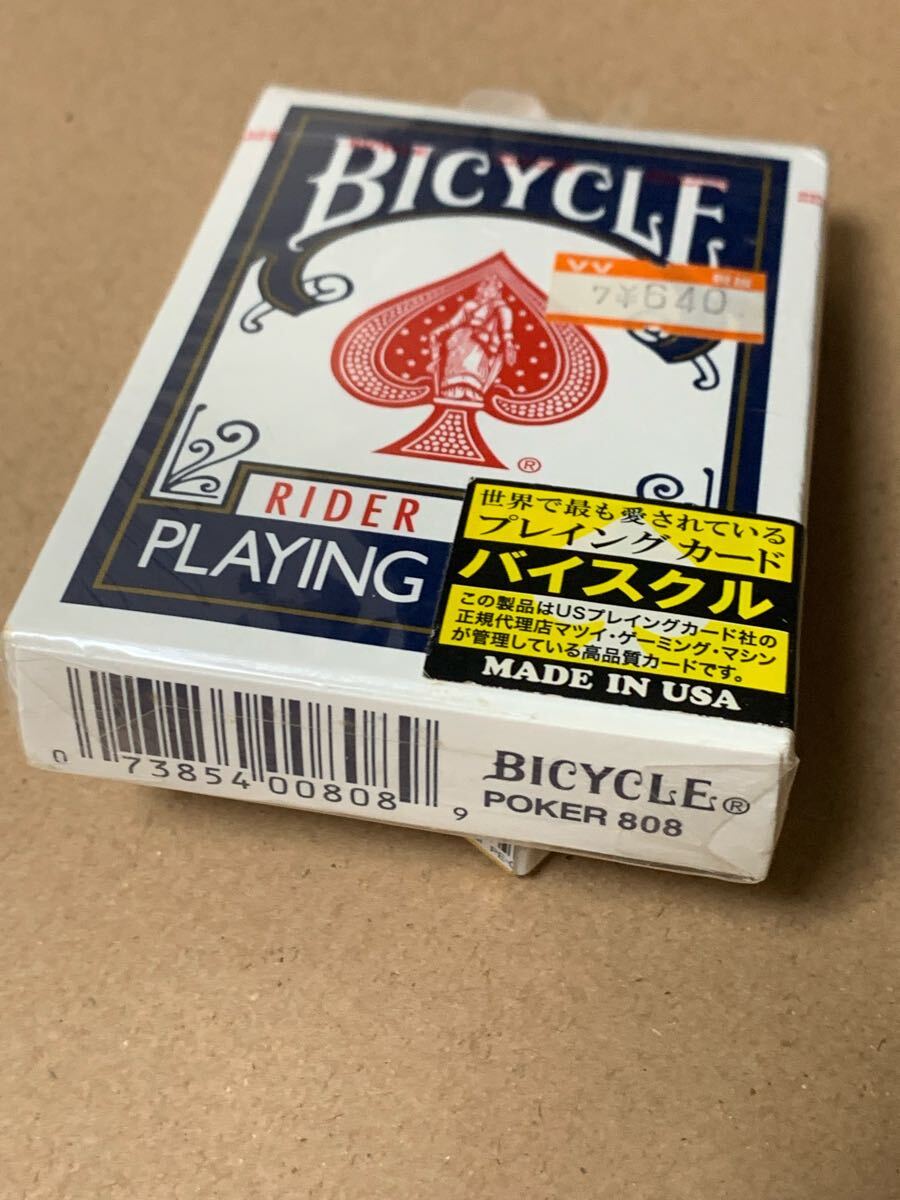 BICYCLE
7¥640
®
RIDER
PLAYING
世界で最も愛されている
プレイングカード
バイスクル
この製品はUSプレイングカード社の
正規代理店マツイ・ゲーミング・マシン
が管理している高品質カードです。
MADE IN USA
0 73854 00808 9
BICYCLE®
POKER 808